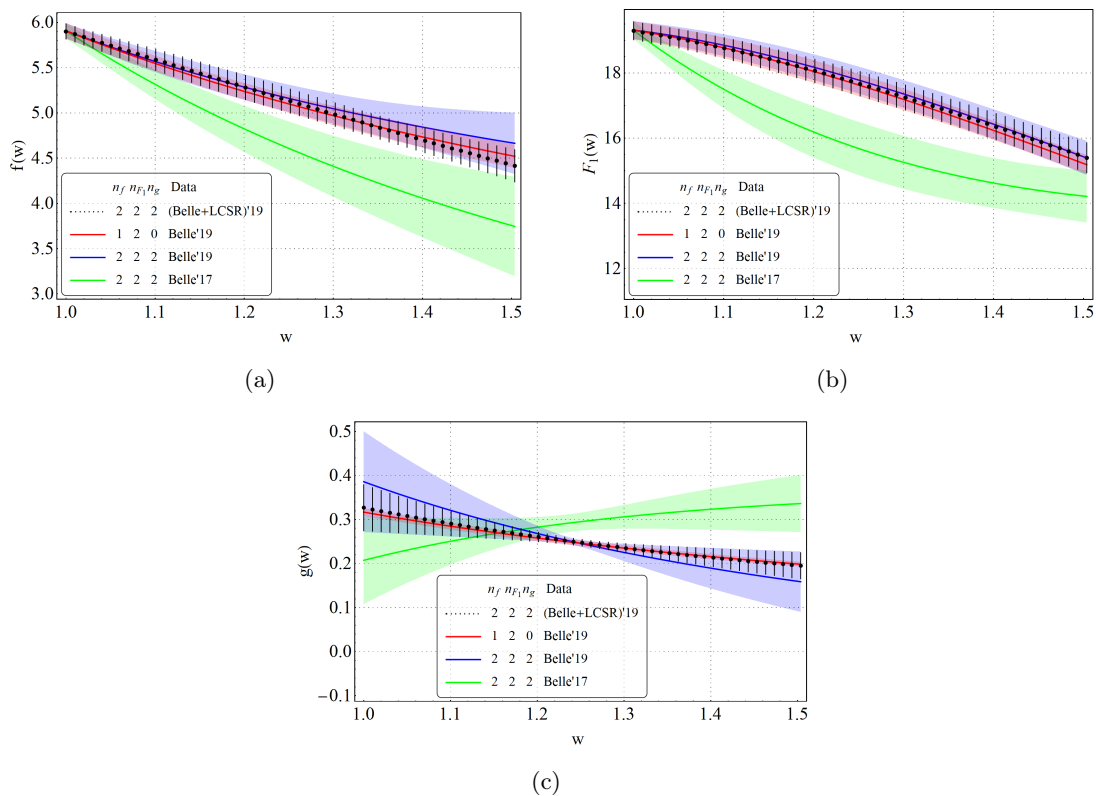 f(w)
6.0
5.5
5.0
4.5
4.0
3.5
3.0
n_f n_F₁ n_g Data
2 2 2 (Belle+LCSR)'19
1 2 0 Belle'19
2 2 2 Belle'19
2 2 2 Belle'17
1.0 1.1 1.2 1.3 1.4 1.5
w
(a)
F₁(w)
18
16
14
12
n_f n_F₁ n_g Data
2 2 2 (Belle+LCSR)'19
1 2 0 Belle'19
2 2 2 Belle'19
2 2 2 Belle'17
1.0 1.1 1.2 1.3 1.4 1.5
w
(b)
g(w)
0.5
0.4
0.3
0.2
0.1
0.0
−0.1
n_f n_F₁ n_g Data
2 2 2 (Belle+LCSR)'19
1 2 0 Belle'19
2 2 2 Belle'19
2 2 2 Belle'17
1.0 1.1 1.2 1.3 1.4 1.5
w
(c)